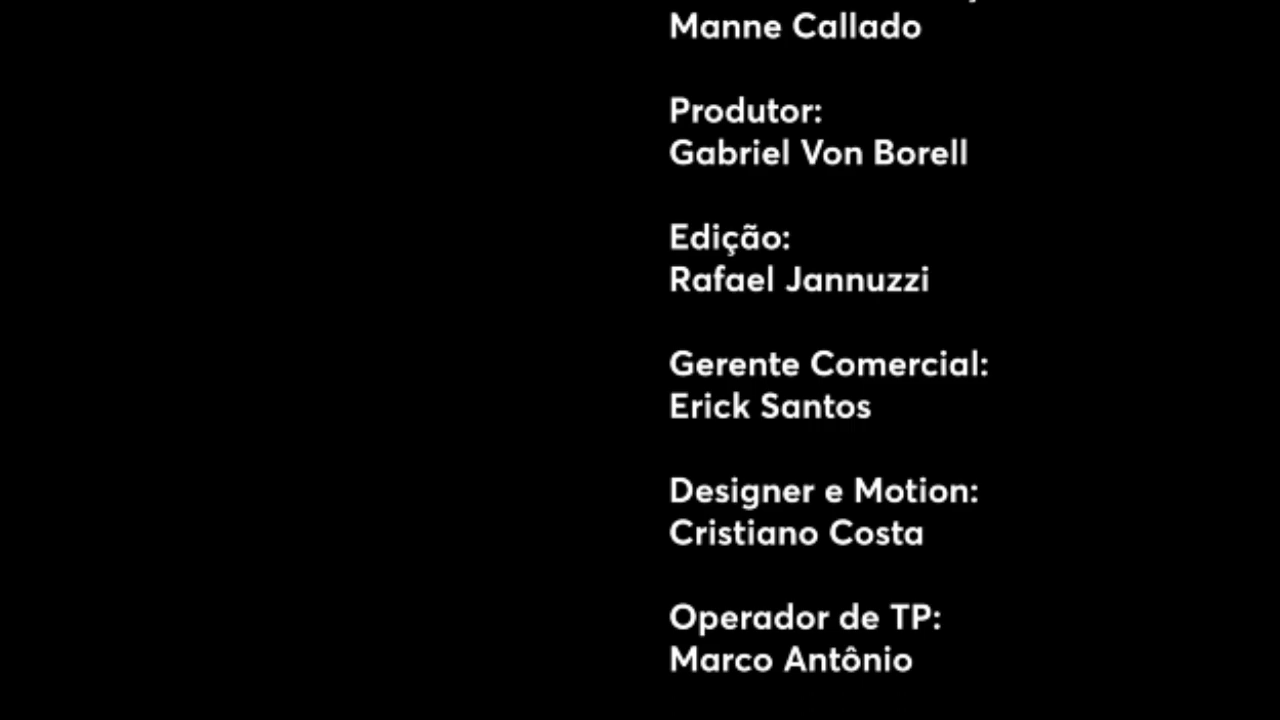 Manne Callado
Produtor:
Gabriel Von Borell
Edição:
Rafael Jannuzzi
Gerente Comercial:
Erick Santos
Designer e Motion:
Cristiano Costa
Operador de TP:
Marco Antônio